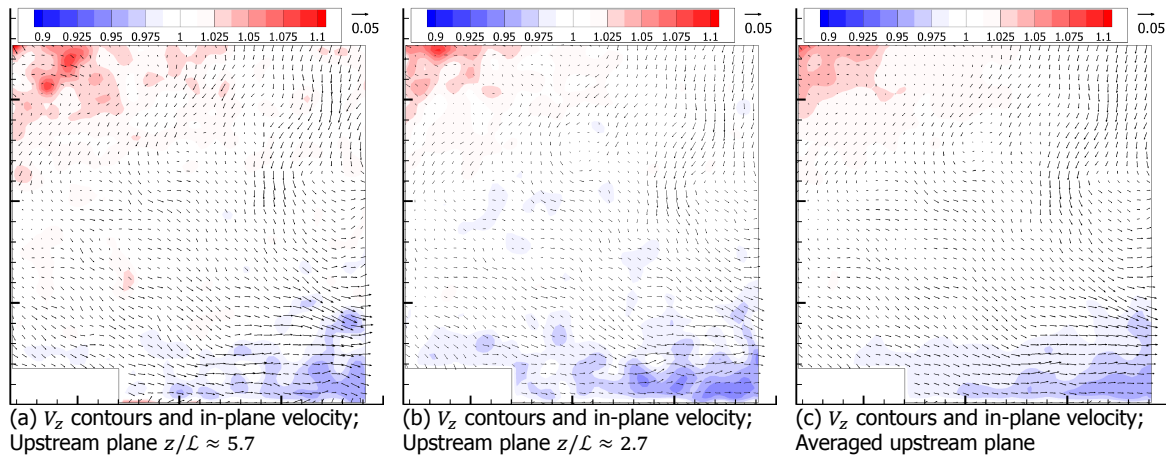 0.9 0.925 0.95 0.975 1 1.025 1.05 1.075 1.1 0.05
0.9 0.925 0.95 0.975 1 1.025 1.05 1.075 1.1 0.05
0.9 0.925 0.95 0.975 1 1.025 1.05 1.075 1.1 0.05
(a) V_z contours and in-plane velocity;
Upstream plane z/ℒ ≈ 5.7
(b) V_z contours and in-plane velocity;
Upstream plane z/ℒ ≈ 2.7
(c) V_z contours and in-plane velocity;
Averaged upstream plane